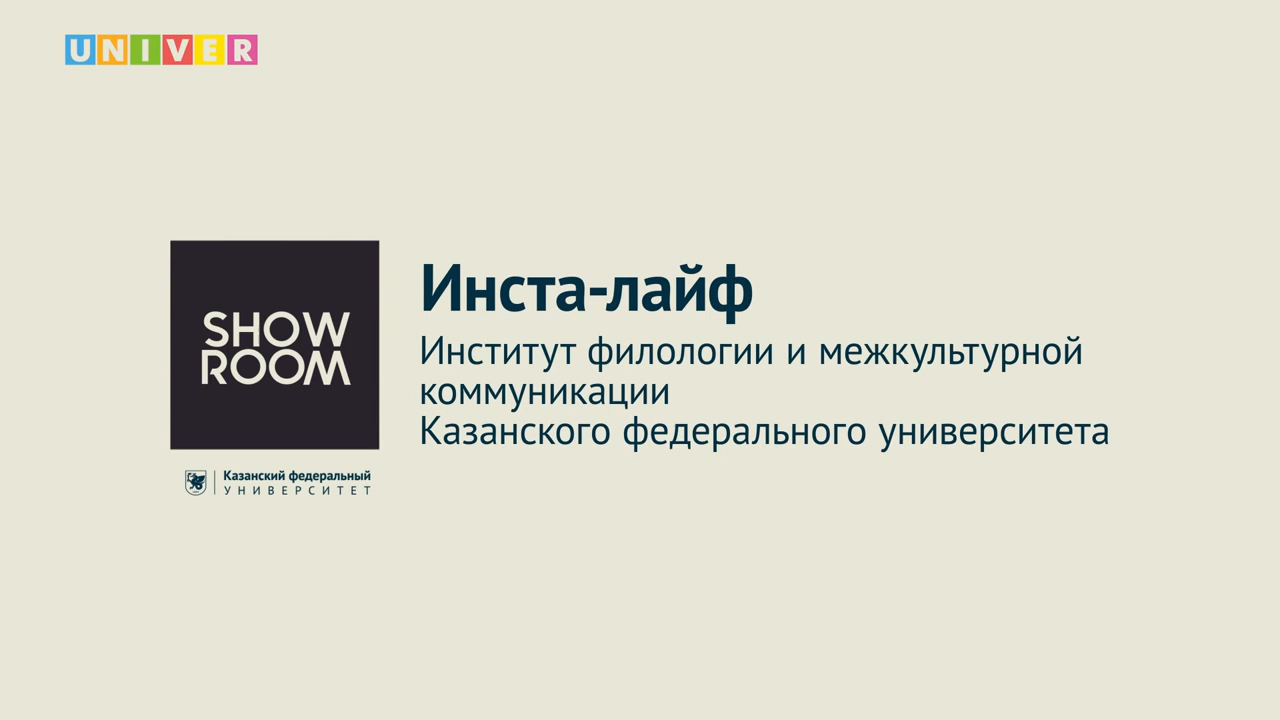 UNIVER
SHOW
ROOM
Казанский федеральный
УНИВЕРСИТЕТ
Инста-лайф
Институт филологии и межкультурной
коммуникации
Казанского федерального университета